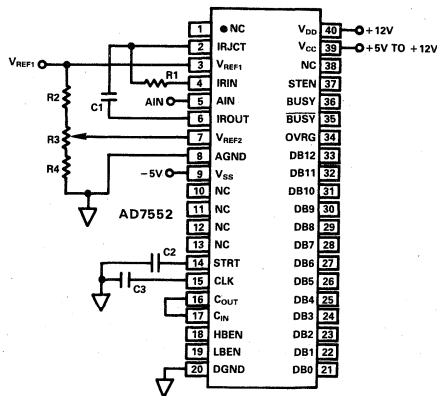 1 NC VDD 40 +12V
2 IRJCT VCC 39 +5V TO +12V
VREF1 3 VREF1 NC 38
R1 4 IRIN STEN 37
R2 C1 AIN 5 AIN BUSY 36
6 IROUT BUSY 35
R3 7 VREF2 OVRG 34
R4 8 AGND DB12 33
-5V 9 VSS DB11 32
10 NC DB10 31
AD7552 11 NC DB9 30
12 NC DB8 29
13 NC DB7 28
C2 14 STRT DB6 27
C3 15 CLK DB5 26
16 COUT DB4 25
17 CIN DB3 24
18 HBEN DB2 23
19 LBEN DB1 22
20 DGND DB0 21